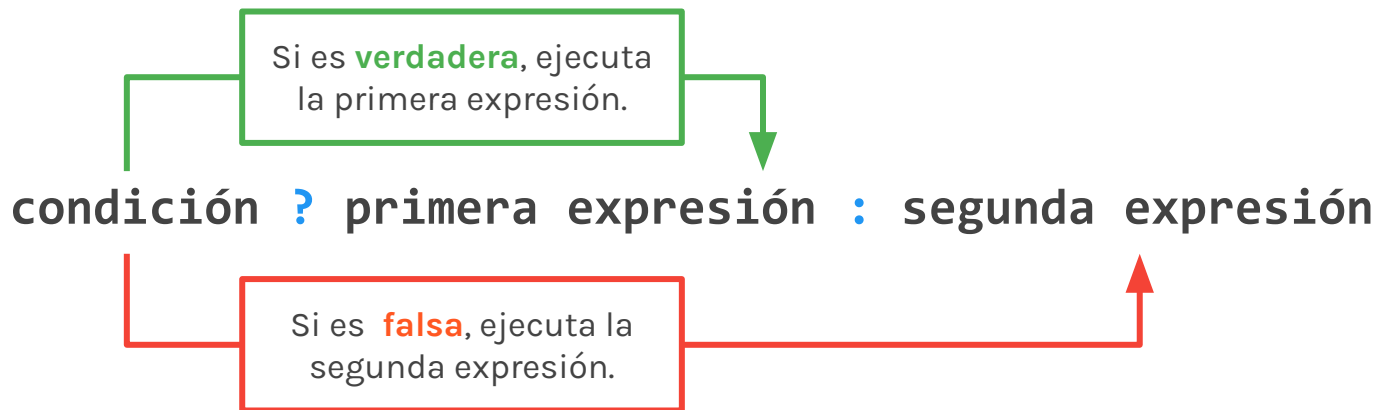 Si es verdadera, ejecuta
la primera expresión.
condición ? primera expresión : segunda expresión
Si es falsa, ejecuta la
segunda expresión.